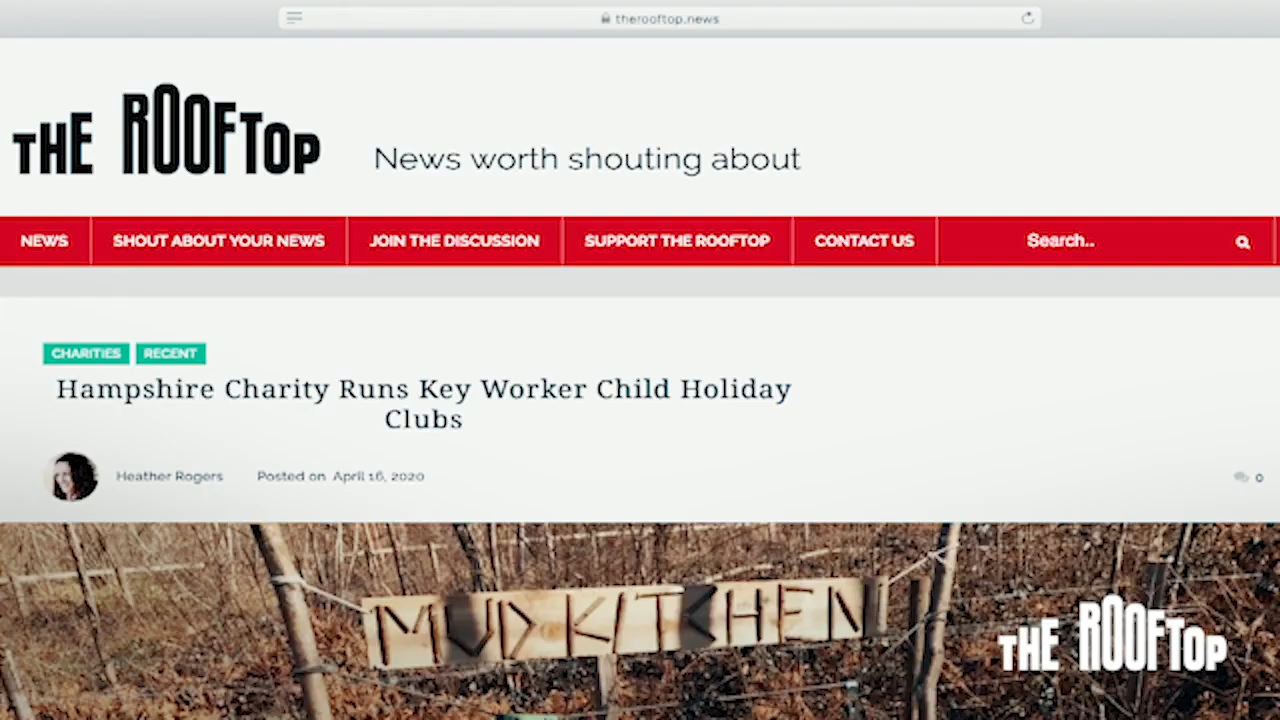 therooftop.news
THE ROOFTOP
News worth shouting about
NEWS
SHOUT ABOUT YOUR NEWS
JOIN THE DISCUSSION
SUPPORT THE ROOFTOP
CONTACT US
Search..
CHARITIES
RECENT
Hampshire Charity Runs Key Worker Child Holiday
Clubs
Heather Rogers
Posted on April 16, 2020
0
MUD KITCHEN
THE ROOFTOP